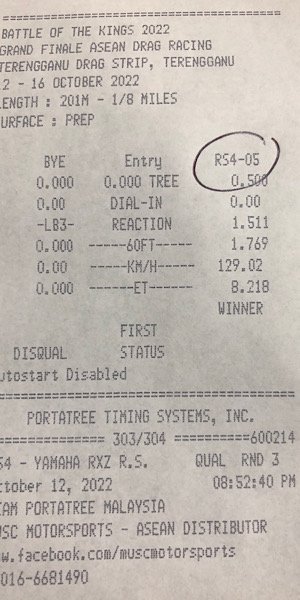 ================================
BATTLE OF THE KINGS 2022
GRAND FINALE ASEAN DRAG RACING
TERENGGANU DRAG STRIP, TERENGGANU
2 - 16 OCTOBER 2022
LENGTH : 201M - 1/8 MILES
URFACE : PREP
================================
BYE Entry RS4-05
0.000 0.000 TREE 0.500
0.00 DIAL-IN 0.00
-LB3- REACTION 1.511
0.000 -----60FT----- 1.769
0.00 -----KM/H----- 129.02
0.000 ------ET------ 8.218
WINNER
FIRST
DISQUAL STATUS
utostart Disabled
================================
PORTATREE TIMING SYSTEMS, INC.
============ 303/304 ==========600214
S4 - YAMAHA RXZ R.S. QUAL RND 3
ctober 12, 2022 08:52:40 PM
EAM PORTATREE MALAYSIA
USC MOTORSPORTS - ASEAN DISTRIBUTOR
w.facebook.com/muscmotorsports
016-6681490